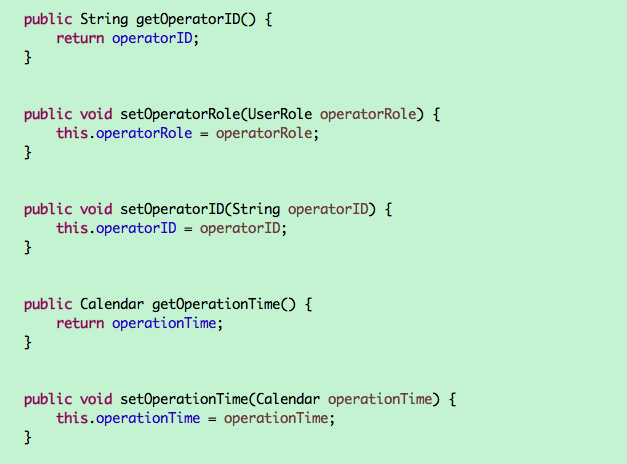 public String getOperatorID() {
    return operatorID;
}
public void setOperatorRole(UserRole operatorRole) {
    this.operatorRole = operatorRole;
}
public void setOperatorID(String operatorID) {
    this.operatorID = operatorID;
}
public Calendar getOperationTime() {
    return operationTime;
}
public void setOperationTime(Calendar operationTime) {
    this.operationTime = operationTime;
}